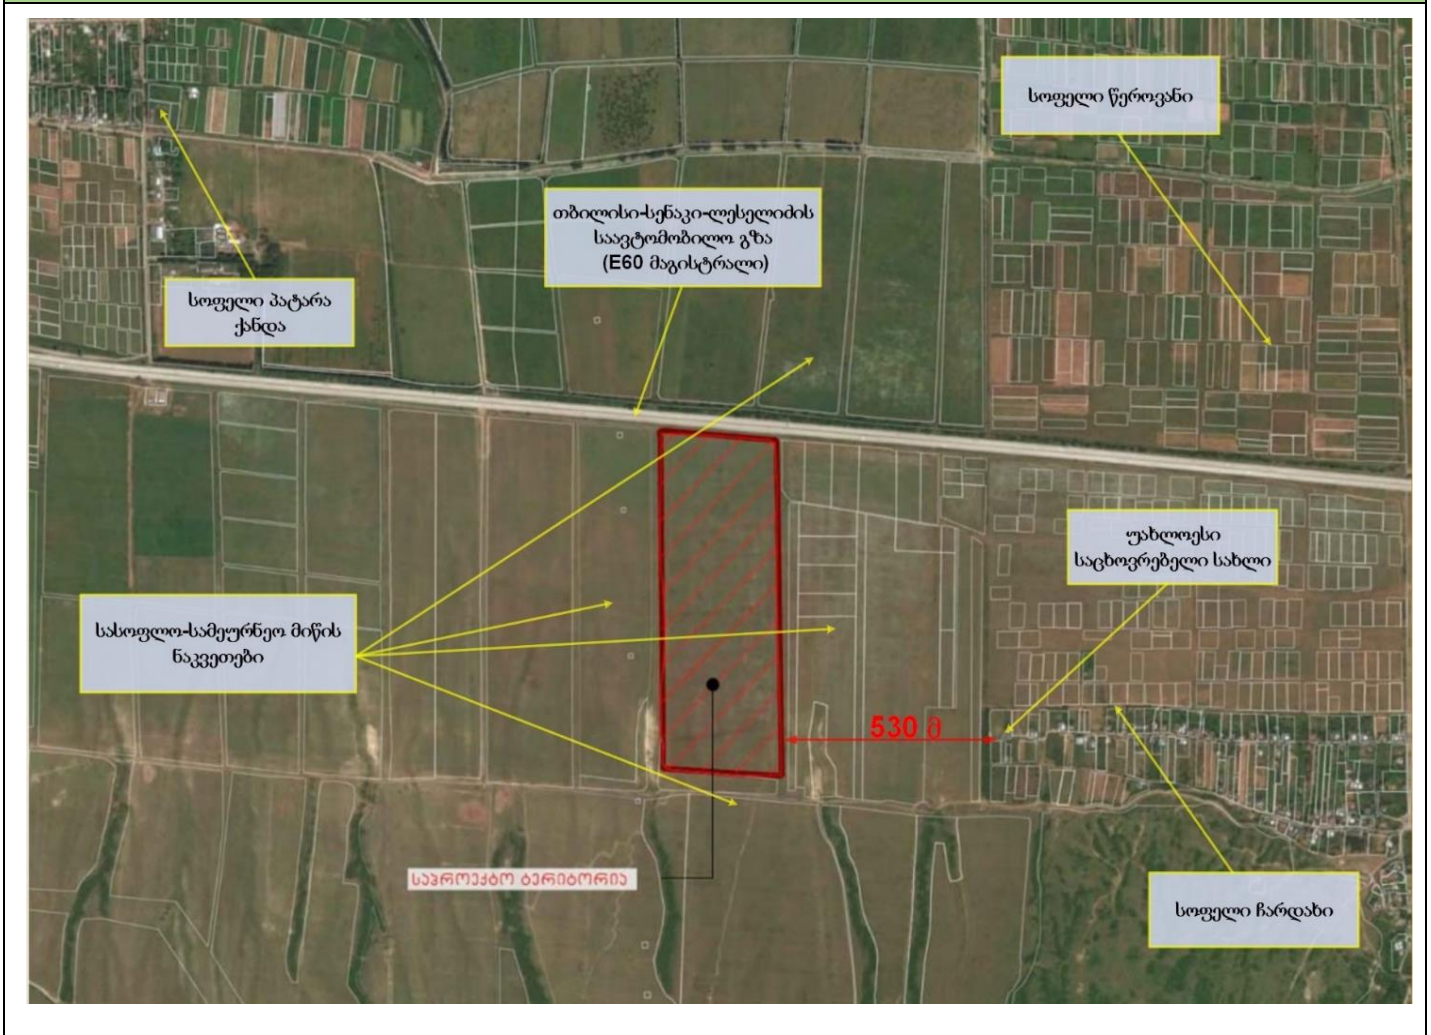 სოფელი წეროვანი
თბილისი-სენაკი-ლესელიძის
საავტომობილო გზა
(E60 მაგისტრალი)
სოფელი პატარა
ქანდა
უახლოესი
საცხოვრებელი სახლი
სასოფლო-სამეურნეო მიწის
ნაკვეთები
530 მ
საპროექტო ტერიტორია
სოფელი ჩარდახი